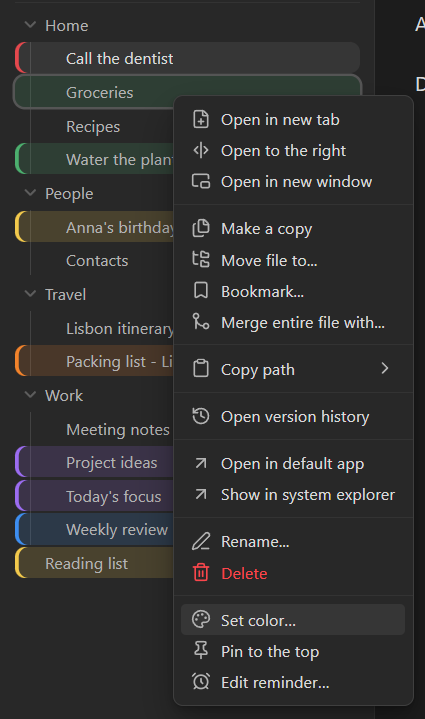 Home
Call the dentist
Groceries
Recipes
Water the plan
People
Anna's birthday
Contacts
Travel
Lisbon itinerary
Packing list - Li
Work
Meeting notes
Project ideas
Today's focus
Weekly review
Reading list
Open in new tab
Open to the right
Open in new window
Make a copy
Move file to...
Bookmark...
Merge entire file with...
Copy path
Open version history
Open in default app
Show in system explorer
Rename...
Delete
Set color...
Pin to the top
Edit reminder...
A